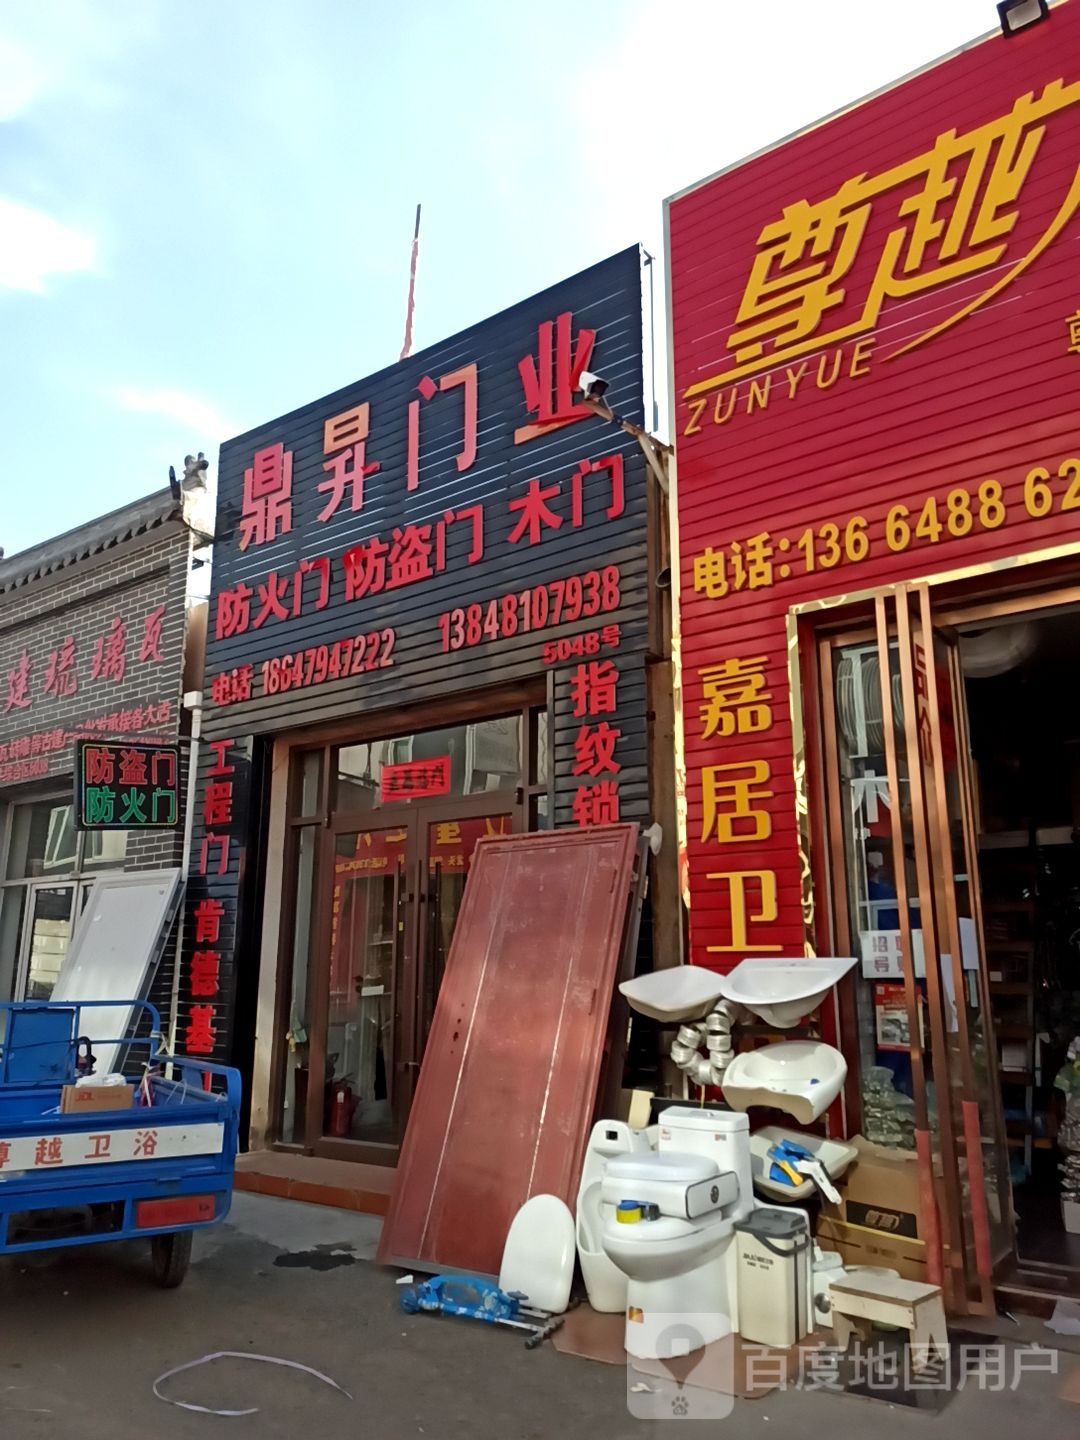 鼎昇门业
防火门 防盗门 木门
电话 18647947222 13848107938
5048号
指纹锁
工程门肯德基
防盗门
防火门
建琉璃瓦
尊越
ZUNYUE
电话:136 6488 62
嘉居卫
尊越卫浴
百度地图用户